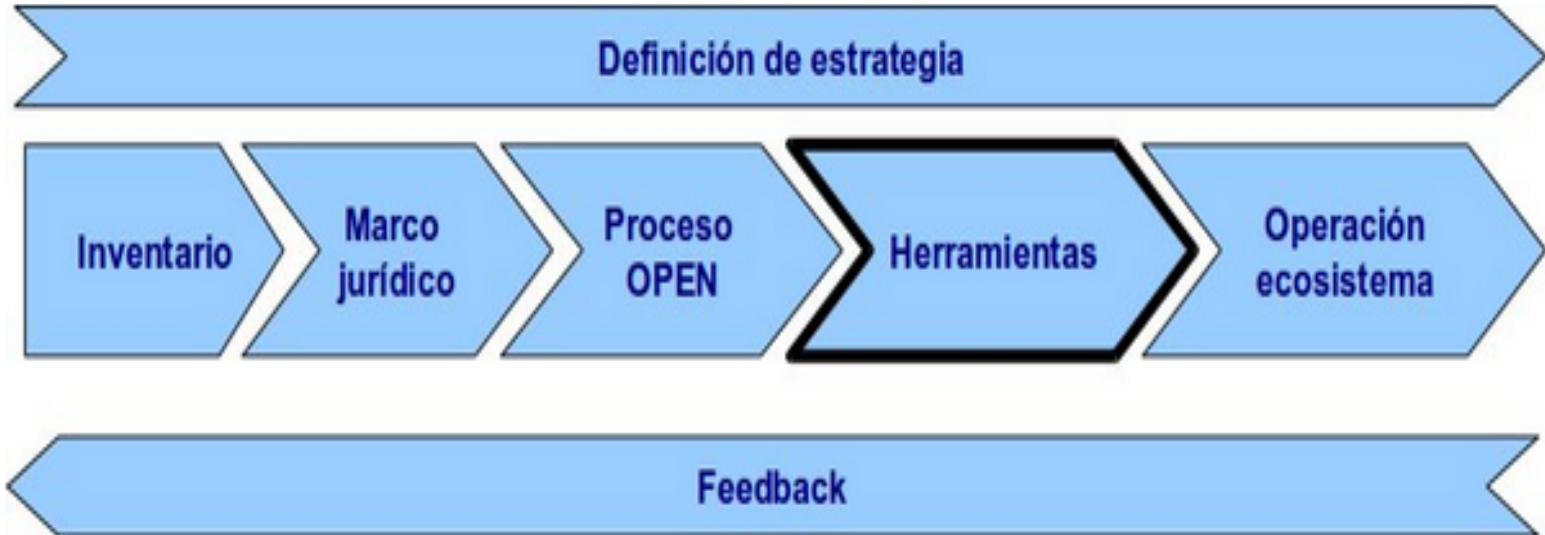 Definición de estrategia
Inventario
Marco
jurídico
Proceso
OPEN
Herramientas
Operación
ecosistema
Feedback